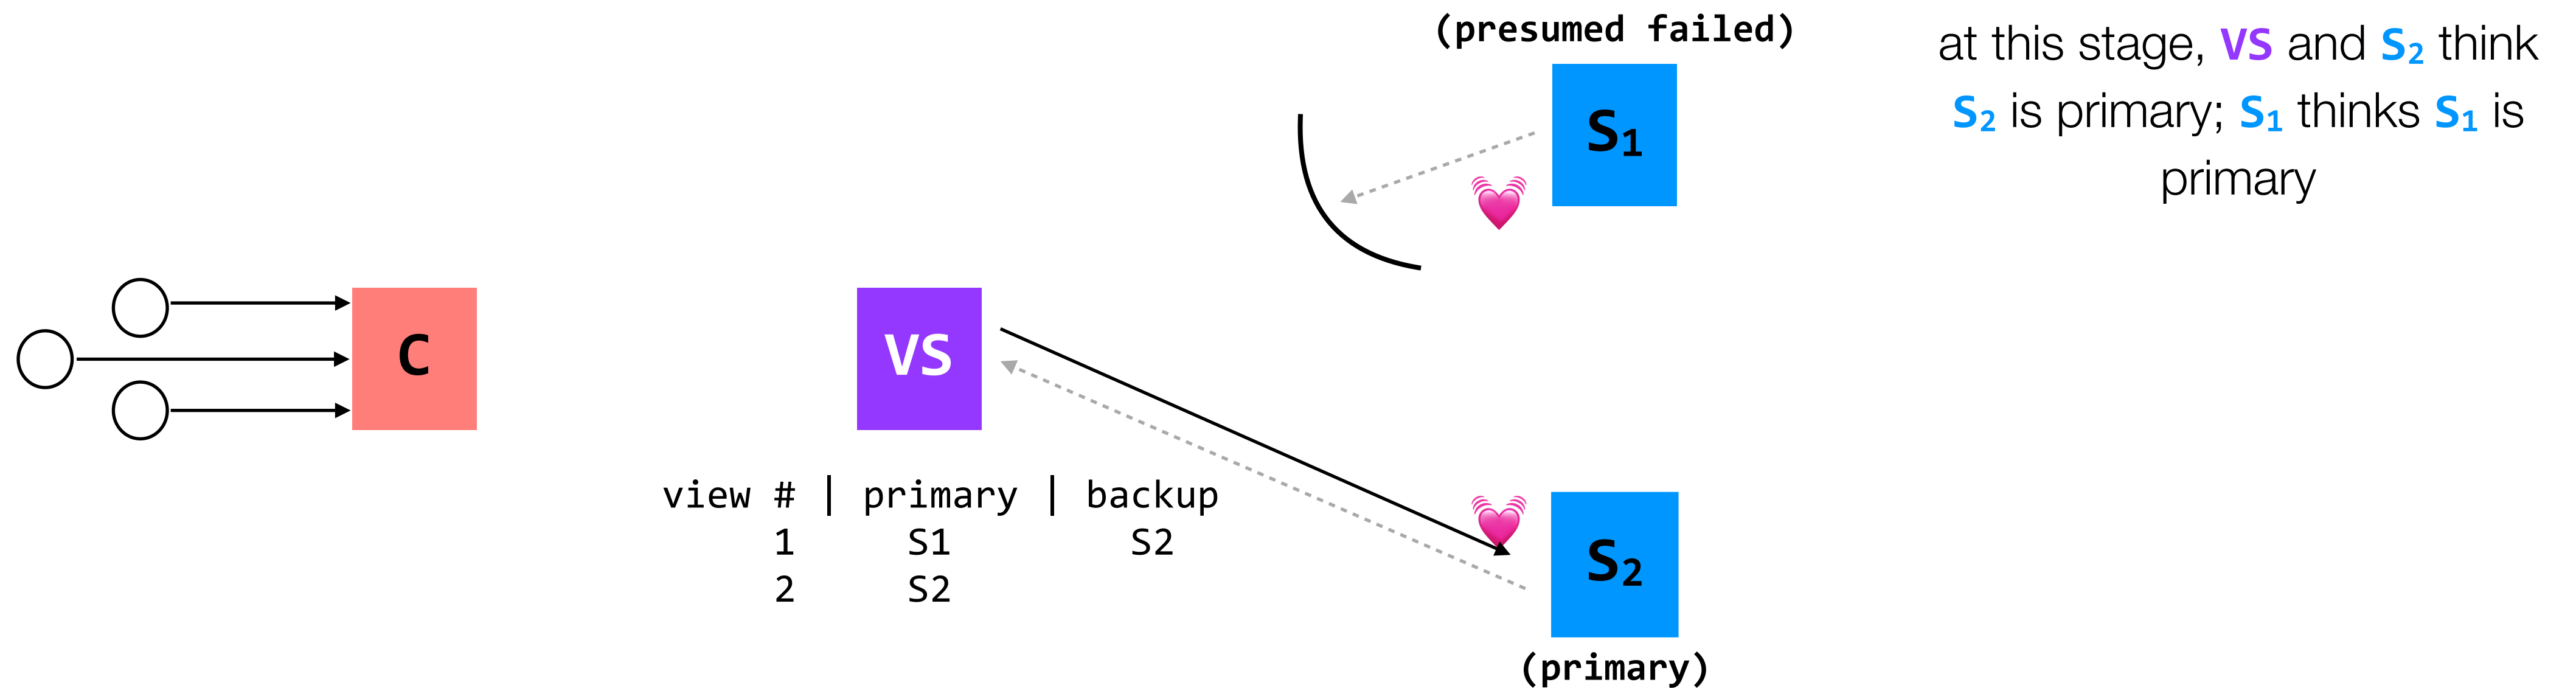 (presumed failed)
at this stage, VS and S₂ think
S₂ is primary; S₁ thinks S₁ is
primary
S₁
C
VS
view # | primary | backup
1 S1 S2
2 S2
S₂
(primary)